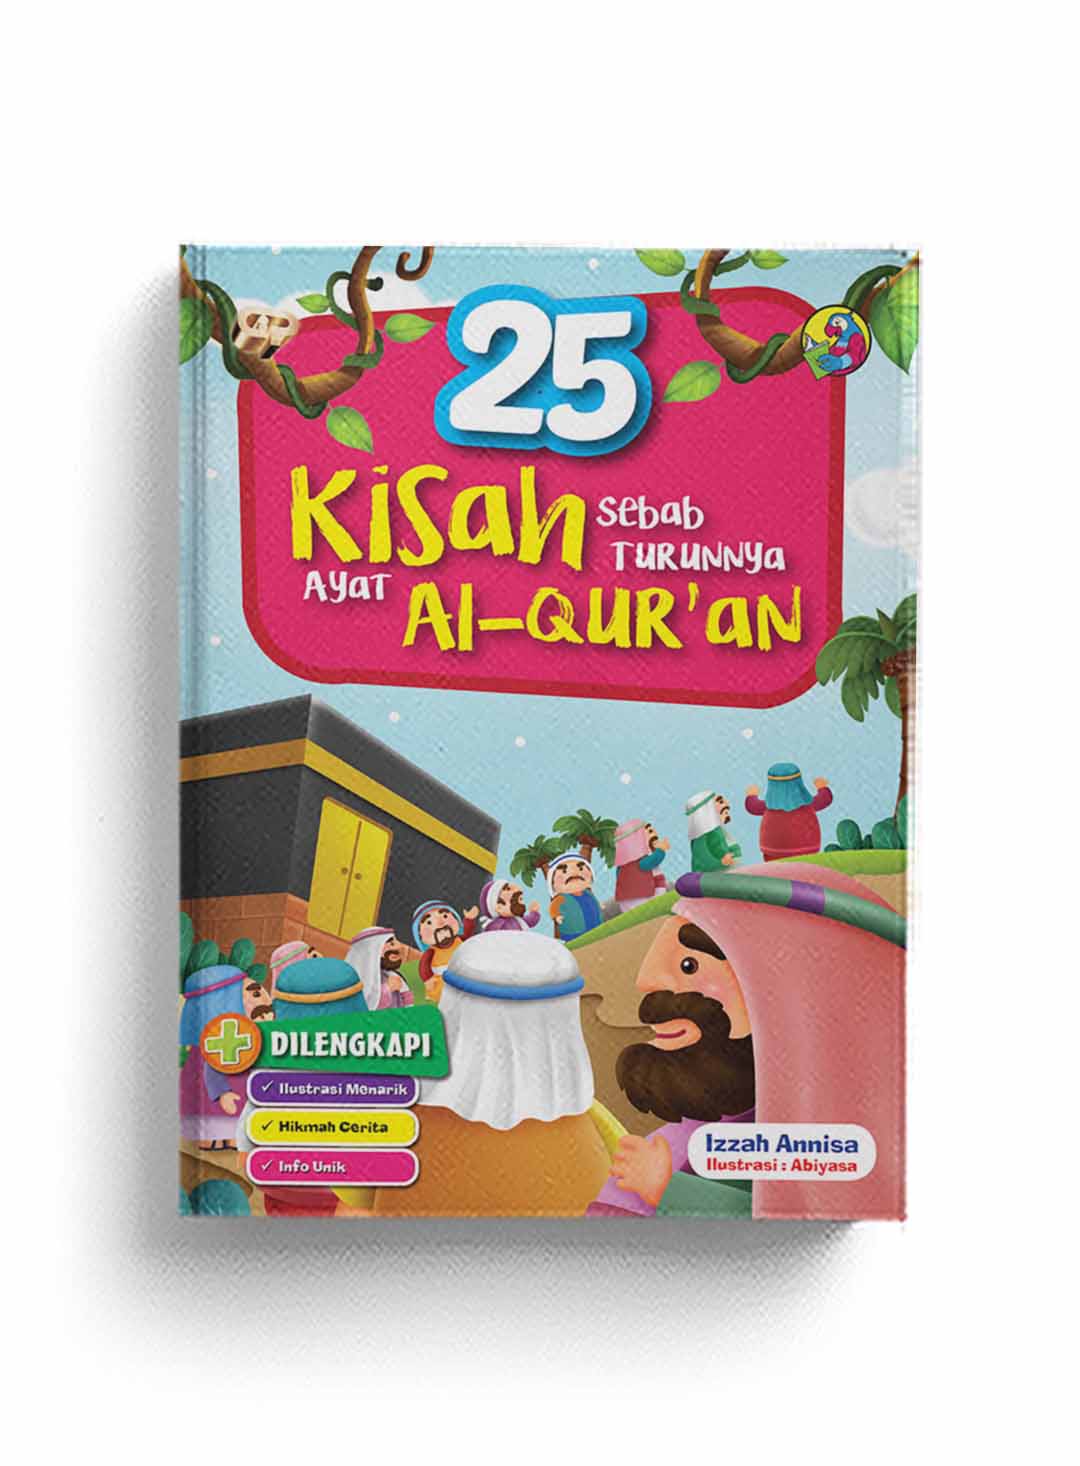 25
Kisah sebab
Turunnya
Ayat
Al-Qur'an
DILENGKAPI
Ilustrasi Menarik
Hikmah Cerita
Info Unik
Izzah Annisa
Ilustrasi : Abiyasa